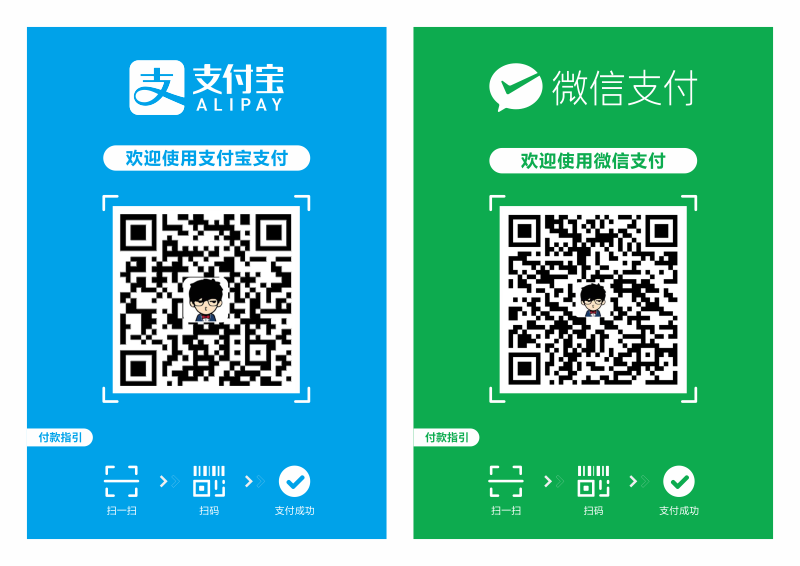 支付宝
ALIPAY
欢迎使用支付宝支付
付款指引
扫一扫
扫码
支付成功
微信支付
欢迎使用微信支付
付款指引
扫一扫
扫码
支付成功